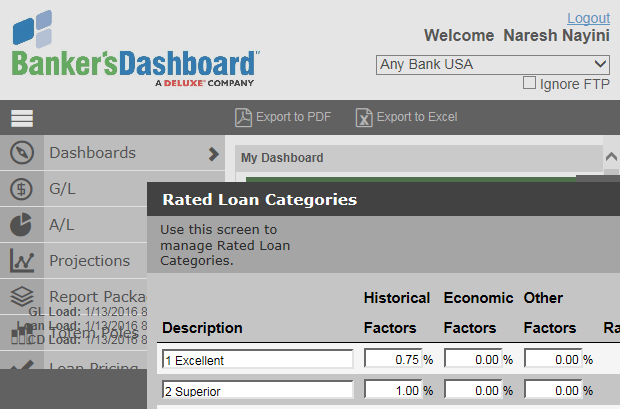 Logout
Welcome Naresh Nayini
Banker'sDashboard™
A DELUXE® COMPANY
Any Bank USA
Ignore FTP
Export to PDF Export to Excel
Dashboards
My Dashboard
G/L
Rated Loan Categories
A/L
Use this screen to
manage Rated Loan
Categories.
Projections
Report Packa
GL Load: 1/13/2016 8
Loan Load: 1/13/2016 8
Totem Poles
CD Load: 1/13/2016 8
Loan Pricing
Historical Economic Other
Description Factors Factors Factors Ra
1 Excellent 0.75 % 0.00 % 0.00 %
2 Superior 1.00 % 0.00 % 0.00 %